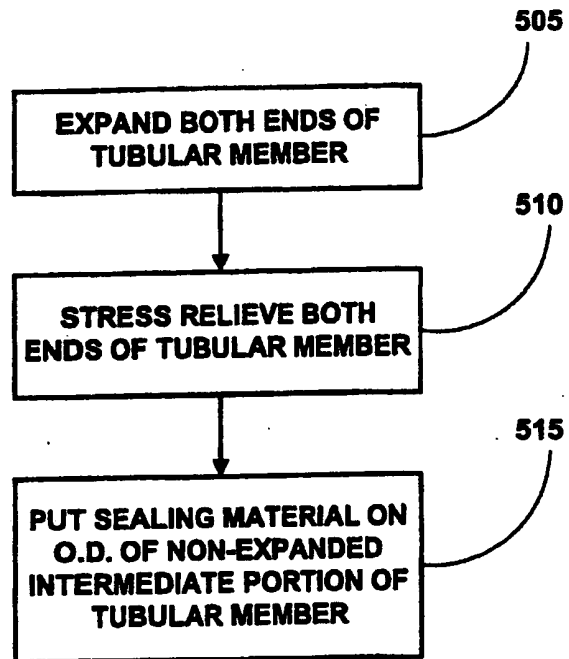 505
EXPAND BOTH ENDS OF
TUBULAR MEMBER
510
STRESS RELIEVE BOTH
ENDS OF TUBULAR MEMBER
515
PUT SEALING MATERIAL ON
O.D. OF NON-EXPANDED
INTERMEDIATE PORTION OF
TUBULAR MEMBER